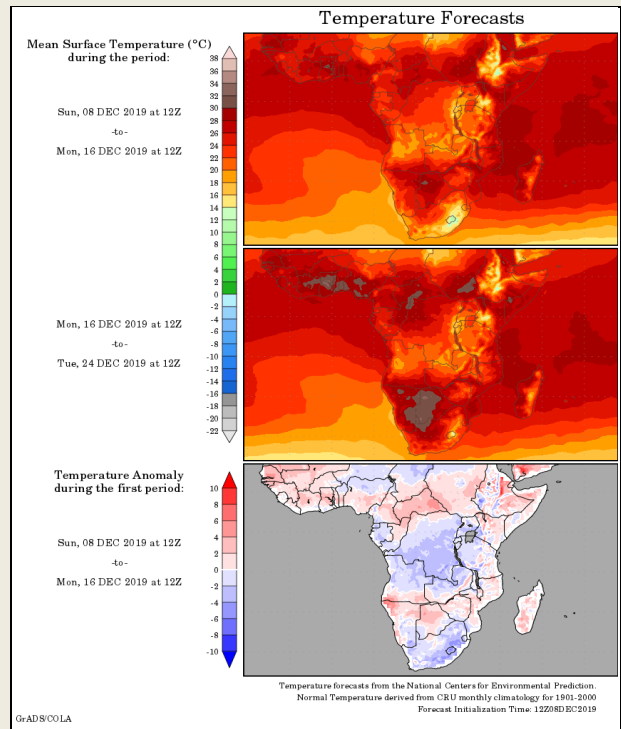 Temperature Forecasts
Mean Surface Temperature (°C)
during the period:
Sun, 08 DEC 2019 at 12Z
-to-
Mon, 16 DEC 2019 at 12Z
38
36
34
32
30
28
26
24
22
20
18
16
14
12
10
8
6
4
2
0
-2
-4
-6
-8
-10
-12
-14
-16
-18
-20
-22
Mon, 16 DEC 2019 at 12Z
-to-
Tue, 24 DEC 2019 at 12Z
Temperature Anomaly
during the first period:
Sun, 08 DEC 2019 at 12Z
-to-
Mon, 16 DEC 2019 at 12Z
10
8
6
4
2
0
-2
-4
-6
-8
-10
Temperature forecasts from the National Centers for Environmental Prediction.
Normal Temperature derived from CRU monthly climatology for 1901-2000
Forecast Initialization Time: 12Z08DEC2019
GrADS/COLA